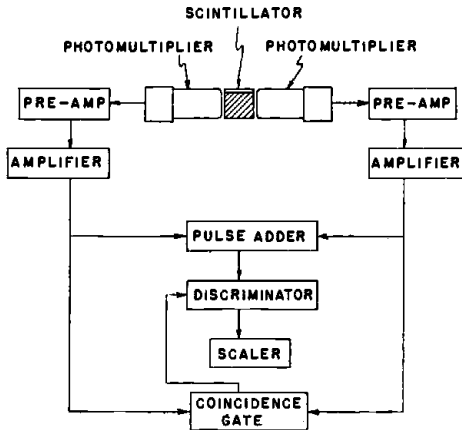 SCINTILLATOR
PHOTOMULTIPLIER PHOTOMULTIPLIER
PRE-AMP PRE-AMP
AMPLIFIER AMPLIFIER
PULSE ADDER
DISCRIMINATOR
SCALER
COINCIDENCE
GATE